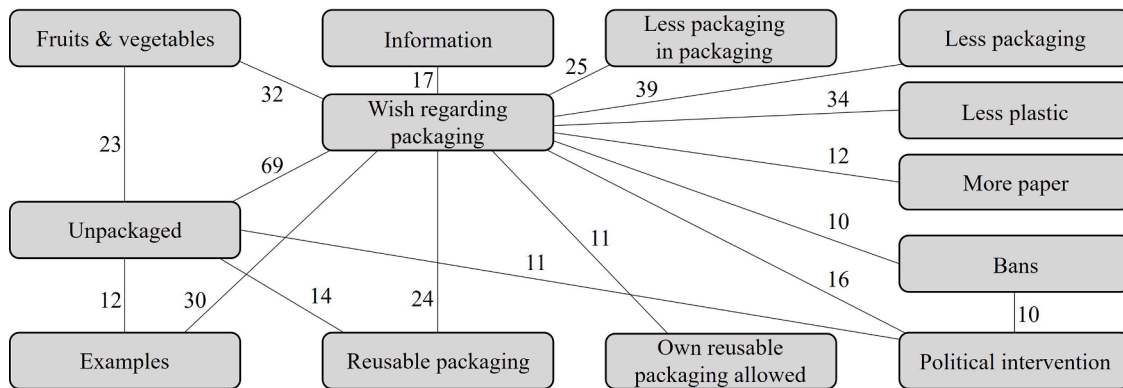 Fruits & vegetables
Information
Less packaging
in packaging
Less packaging
25
17
39
32
34
Wish regarding
packaging
Less plastic
23
12
69
More paper
Unpackaged
10
11
11
Bans
16
12
30
14
24
10
Examples
Reusable packaging
Own reusable
packaging allowed
Political intervention